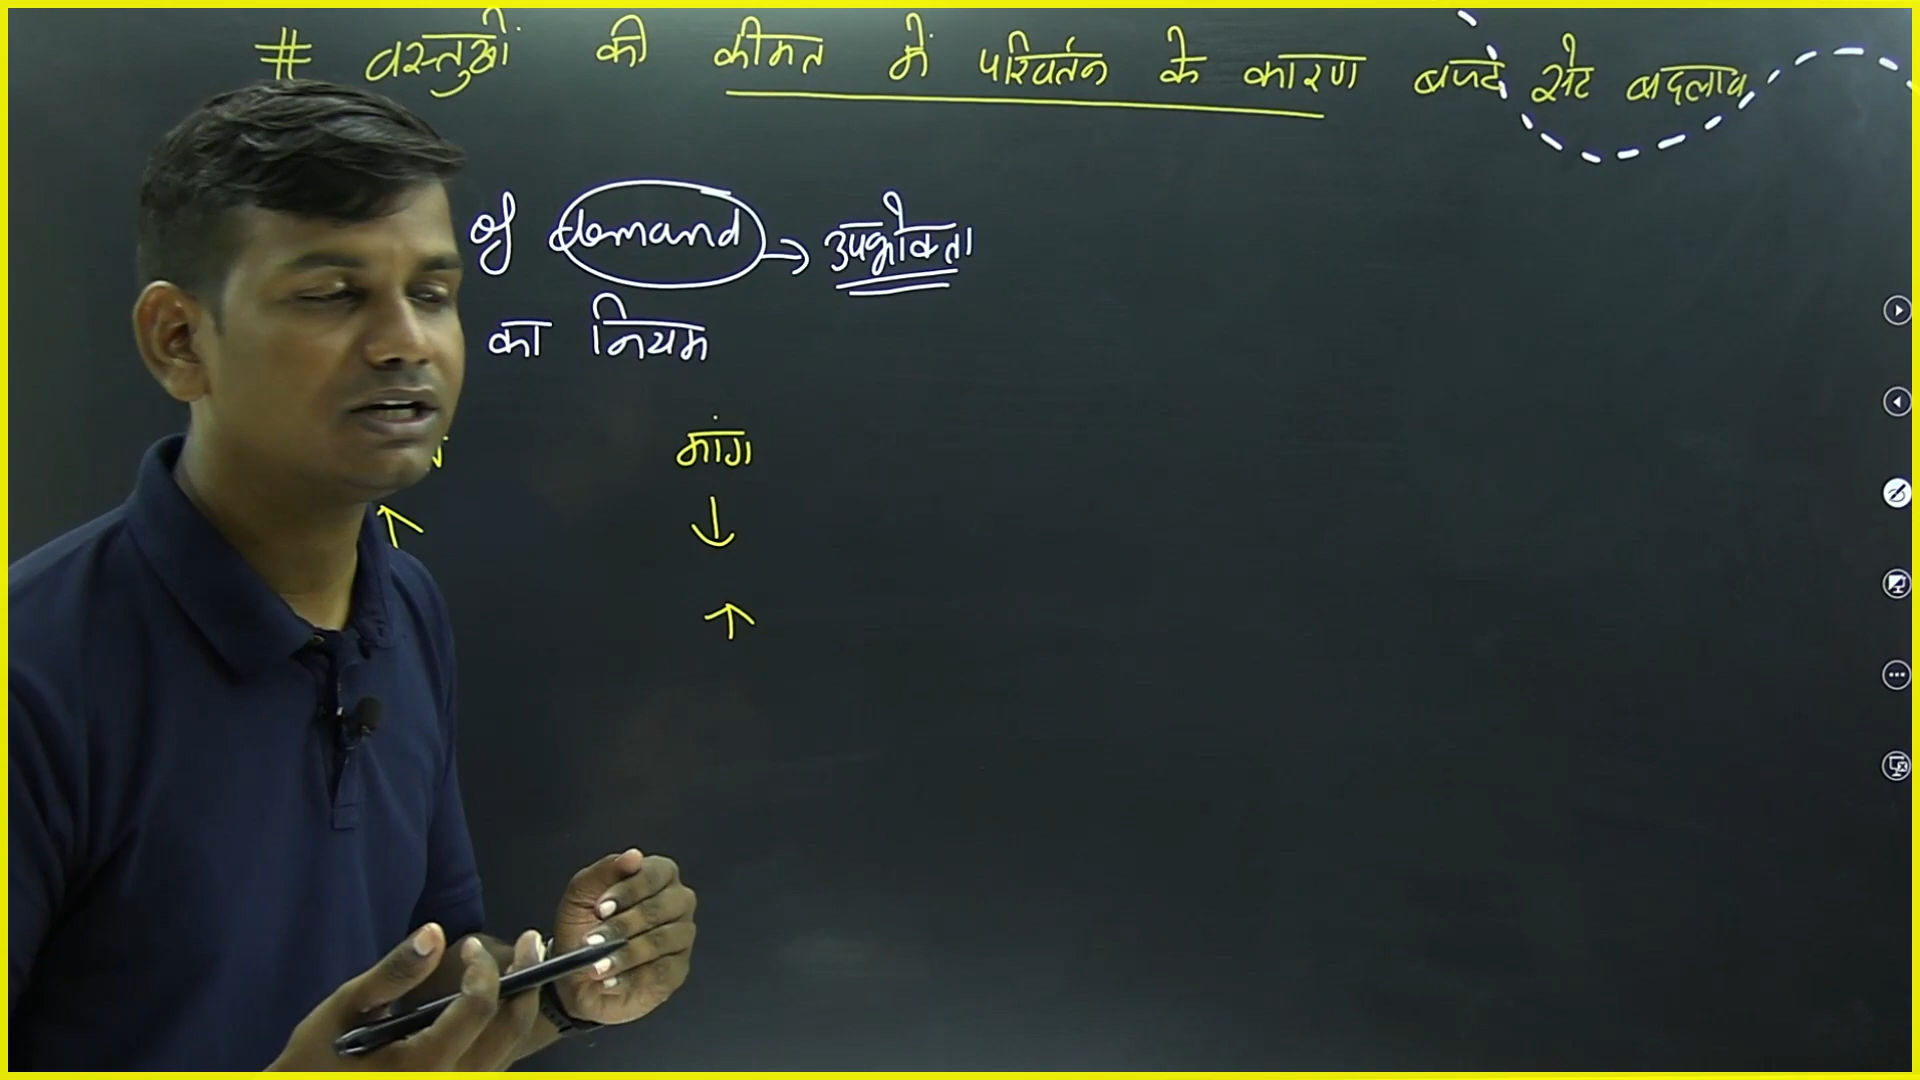 # वस्तुओं की कीमत में परिवर्तन के कारण बजट सेट बदलाव
of demand → उपभोक्ता
का नियम
मांग
↑ ↓
↑